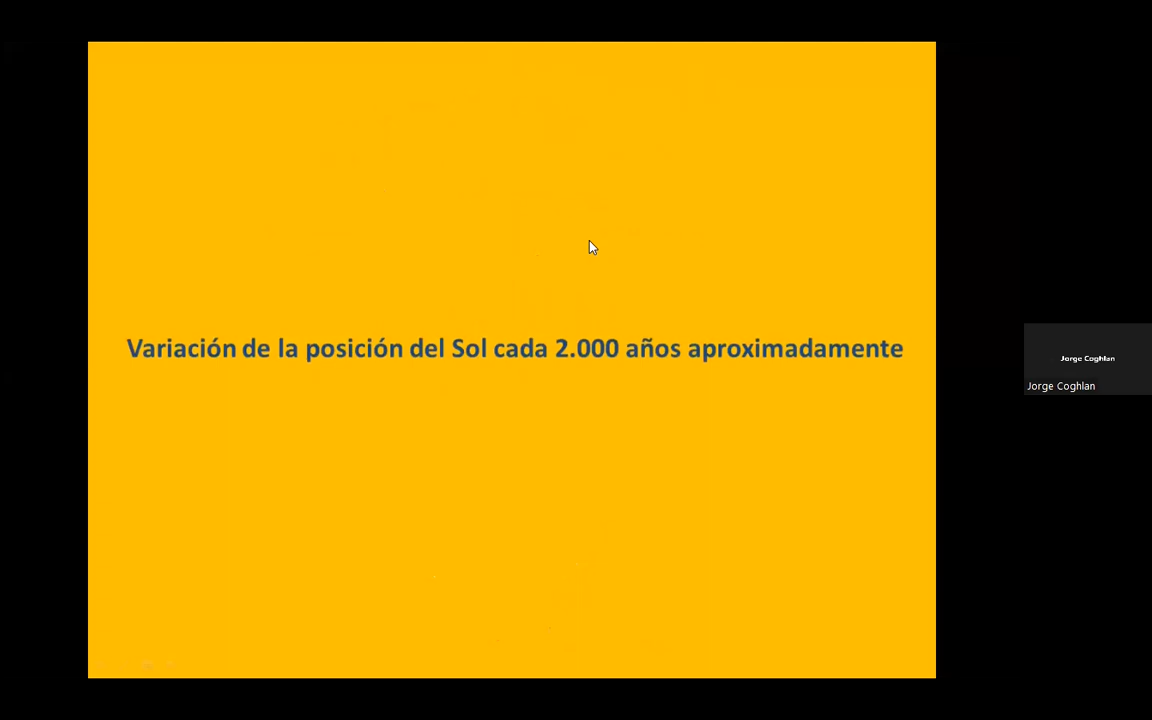 Variación de la posición del Sol cada 2.000 años aproximadamente
Jorge Coghlan
Jorge Coghlan